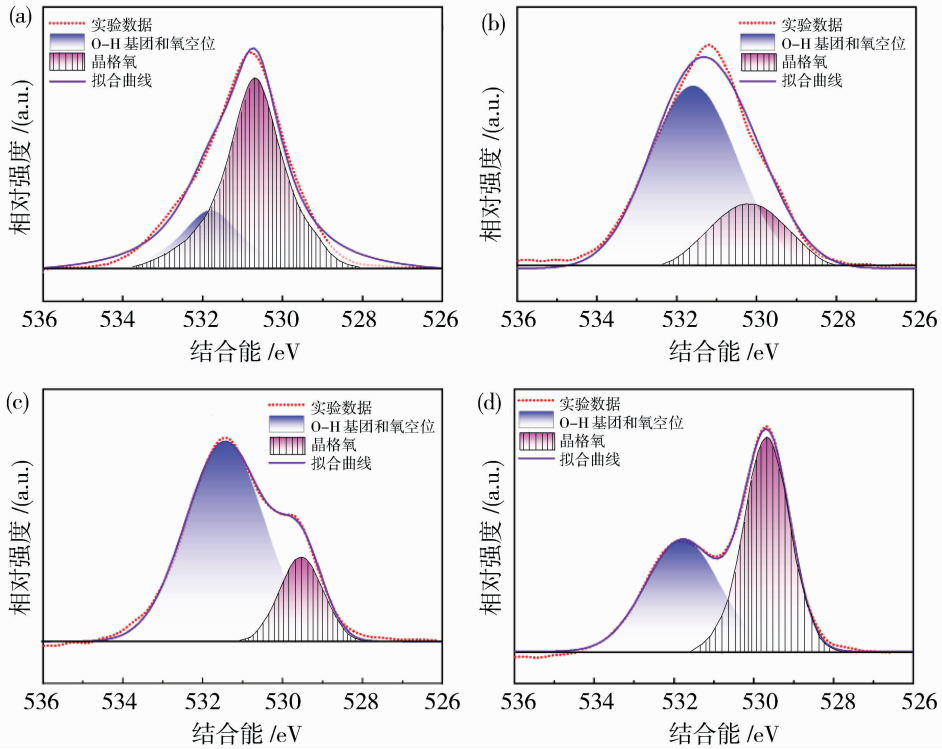 (a)
实验数据
O-H 基团和氧空位
晶格氧
拟合曲线
相对强度 /(a.u.)
536 534 532 530 528 526
结合能 /eV
(b)
实验数据
O-H 基团和氧空位
晶格氧
拟合曲线
相对强度 /(a.u.)
536 534 532 530 528 526
结合能 /eV
(c)
实验数据
O-H 基团和氧空位
晶格氧
拟合曲线
相对强度 /(a.u.)
536 534 532 530 528 526
结合能 /eV
(d)
实验数据
O-H 基团和氧空位
晶格氧
拟合曲线
相对强度 /(a.u.)
536 534 532 530 528 526
结合能 /eV